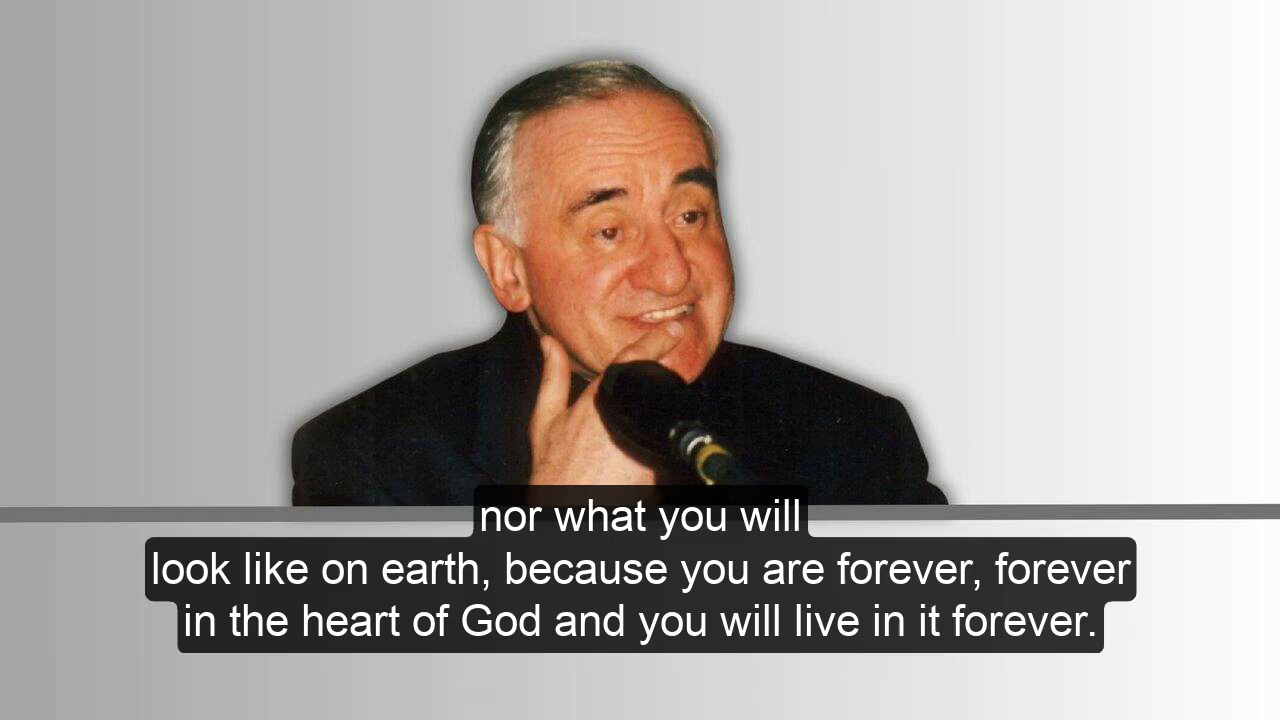 nor what you will
look like on earth, because you are forever, forever
in the heart of God and you will live in it forever.